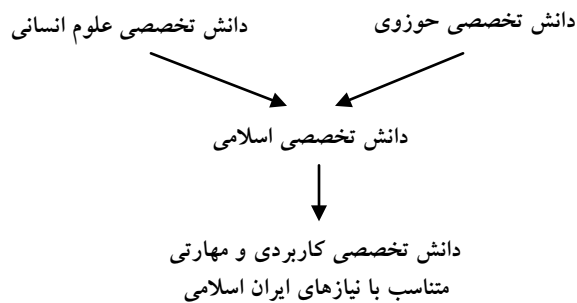 دانش تخصصی حوزوی
دانش تخصصی علوم انسانی
دانش تخصصی اسلامی
دانش تخصصی کاربردی و مهارتی
متناسب با نیازهای ایران اسلامی